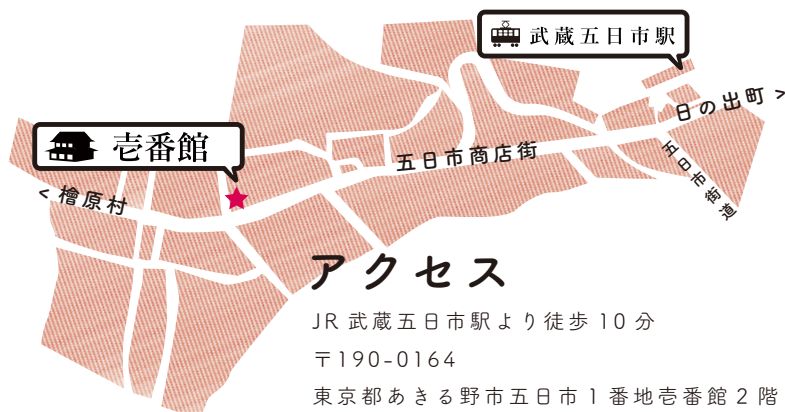 武蔵五日市駅
日の出町 >
壱番館
五日市商店街
五日市街道
< 檜原村
アクセス
JR 武蔵五日市駅より徒歩 10 分
〒190-0164
東京都あきる野市五日市 1 番地壱番館 2 階